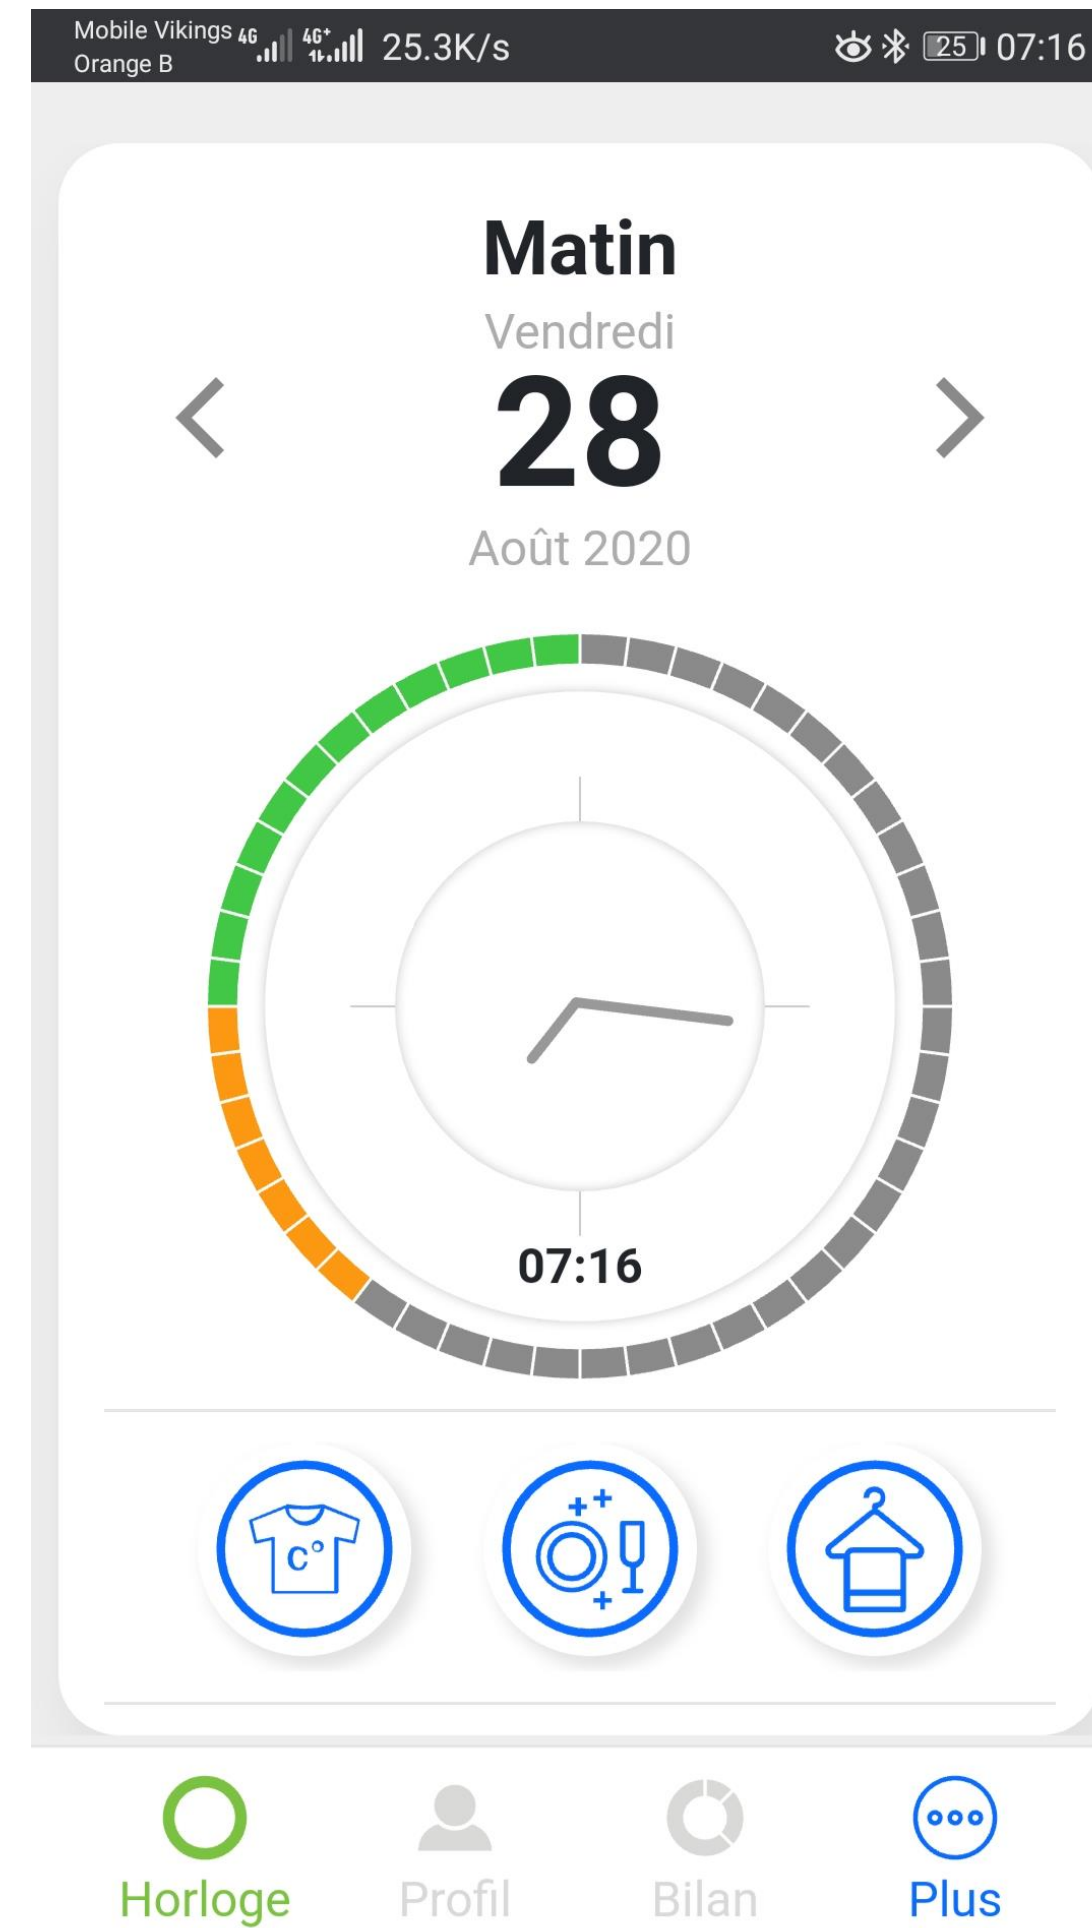 Mobile Vikings 4G 4G+ 25.3K/s 25 07:16
Orange B
Matin
Vendredi
28
Août 2020
07:16
C°
Horloge Profil Bilan Plus